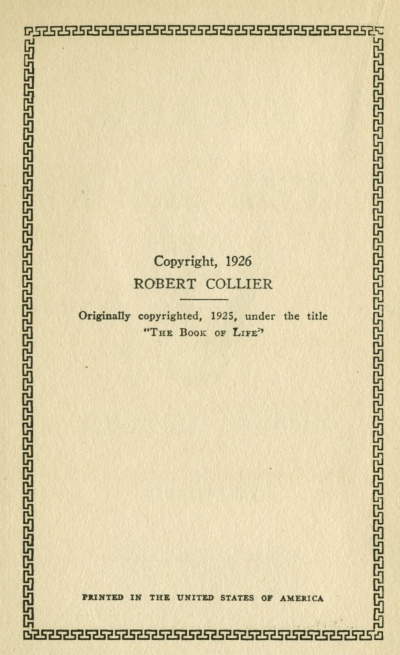 Copyright, 1926
ROBERT COLLIER
Originally copyrighted, 1925, under the title
"The Book of Life"
PRINTED IN THE UNITED STATES OF AMERICA